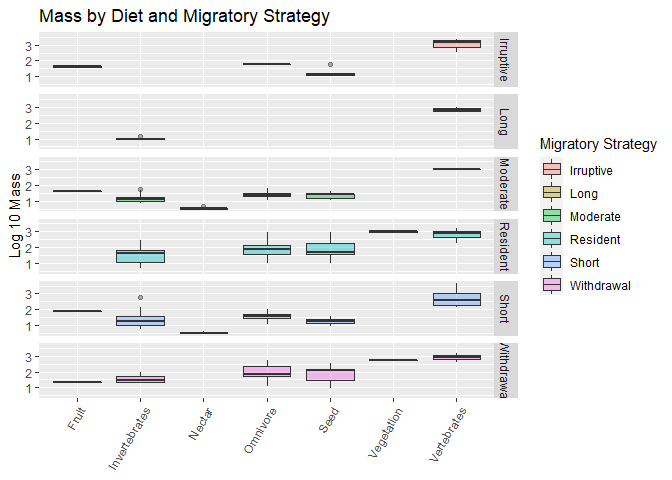 Mass by Diet and Migratory Strategy
Log 10 Mass
3
2
1
Irruptive
3
2
1
Long
3
2
1
Moderate
3
2
1
Resident
3
2
1
Short
3
2
1
Withdrawa
Fruit
Invertebrates
Nectar
Omnivore
Seed
Vegetation
Vertebrates
Migratory Strategy
Irruptive
Long
Moderate
Resident
Short
Withdrawal